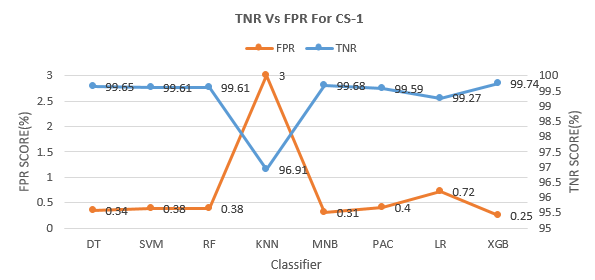 TNR Vs FPR For CS-1
FPR TNR
3 100
2.5 99.5
2 99
1.5 98.5
1 98
0.5 97.5
0 97
96.5
96
95.5
95
99.65 99.61 99.61 96.91 99.68 99.59 99.27 99.74
0.34 0.38 0.38 3 0.31 0.4 0.72 0.25
FPR SCORE(%)
TNR SCORE(%)
DT SVM RF KNN MNB PAC LR XGB
Classifier